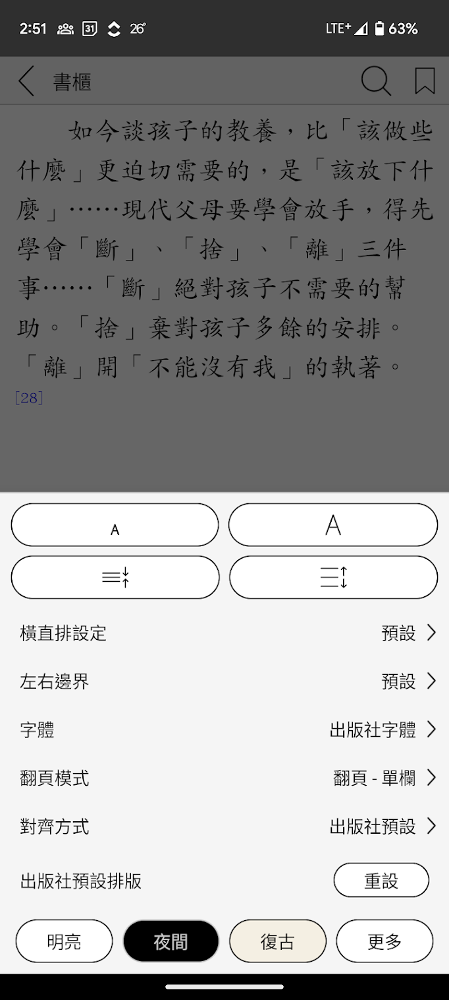 2:51 31 26° LTE+ 63%
書櫃
如今談孩子的教養，比「該做些
什麼」更迫切需要的，是「該放下什
麼」⋯⋯現代父母要學會放手，得先
學會「斷」、「捨」、「離」三件
事⋯⋯「斷」絕對孩子不需要的幫
助。「捨」棄對孩子多餘的安排。
「離」開「不能沒有我」的執著。
[28]
A A
橫直排設定 預設
左右邊界 預設
字體 出版社字體
翻頁模式 翻頁 - 單欄
對齊方式 出版社預設
出版社預設排版 重設
明亮 夜間 復古 更多